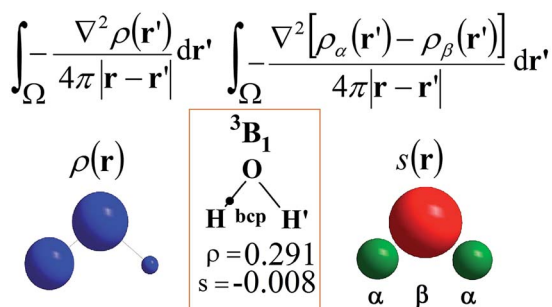 ∫_Ω − ∇²ρ(r') / 4π|r − r'| dr'
∫_Ω − ∇²[ρ_α(r') − ρ_β(r')] / 4π|r − r'| dr'
³B₁
ρ(r)
s(r)
O
H bcp H'
ρ = 0.291
s = -0.008
α β α